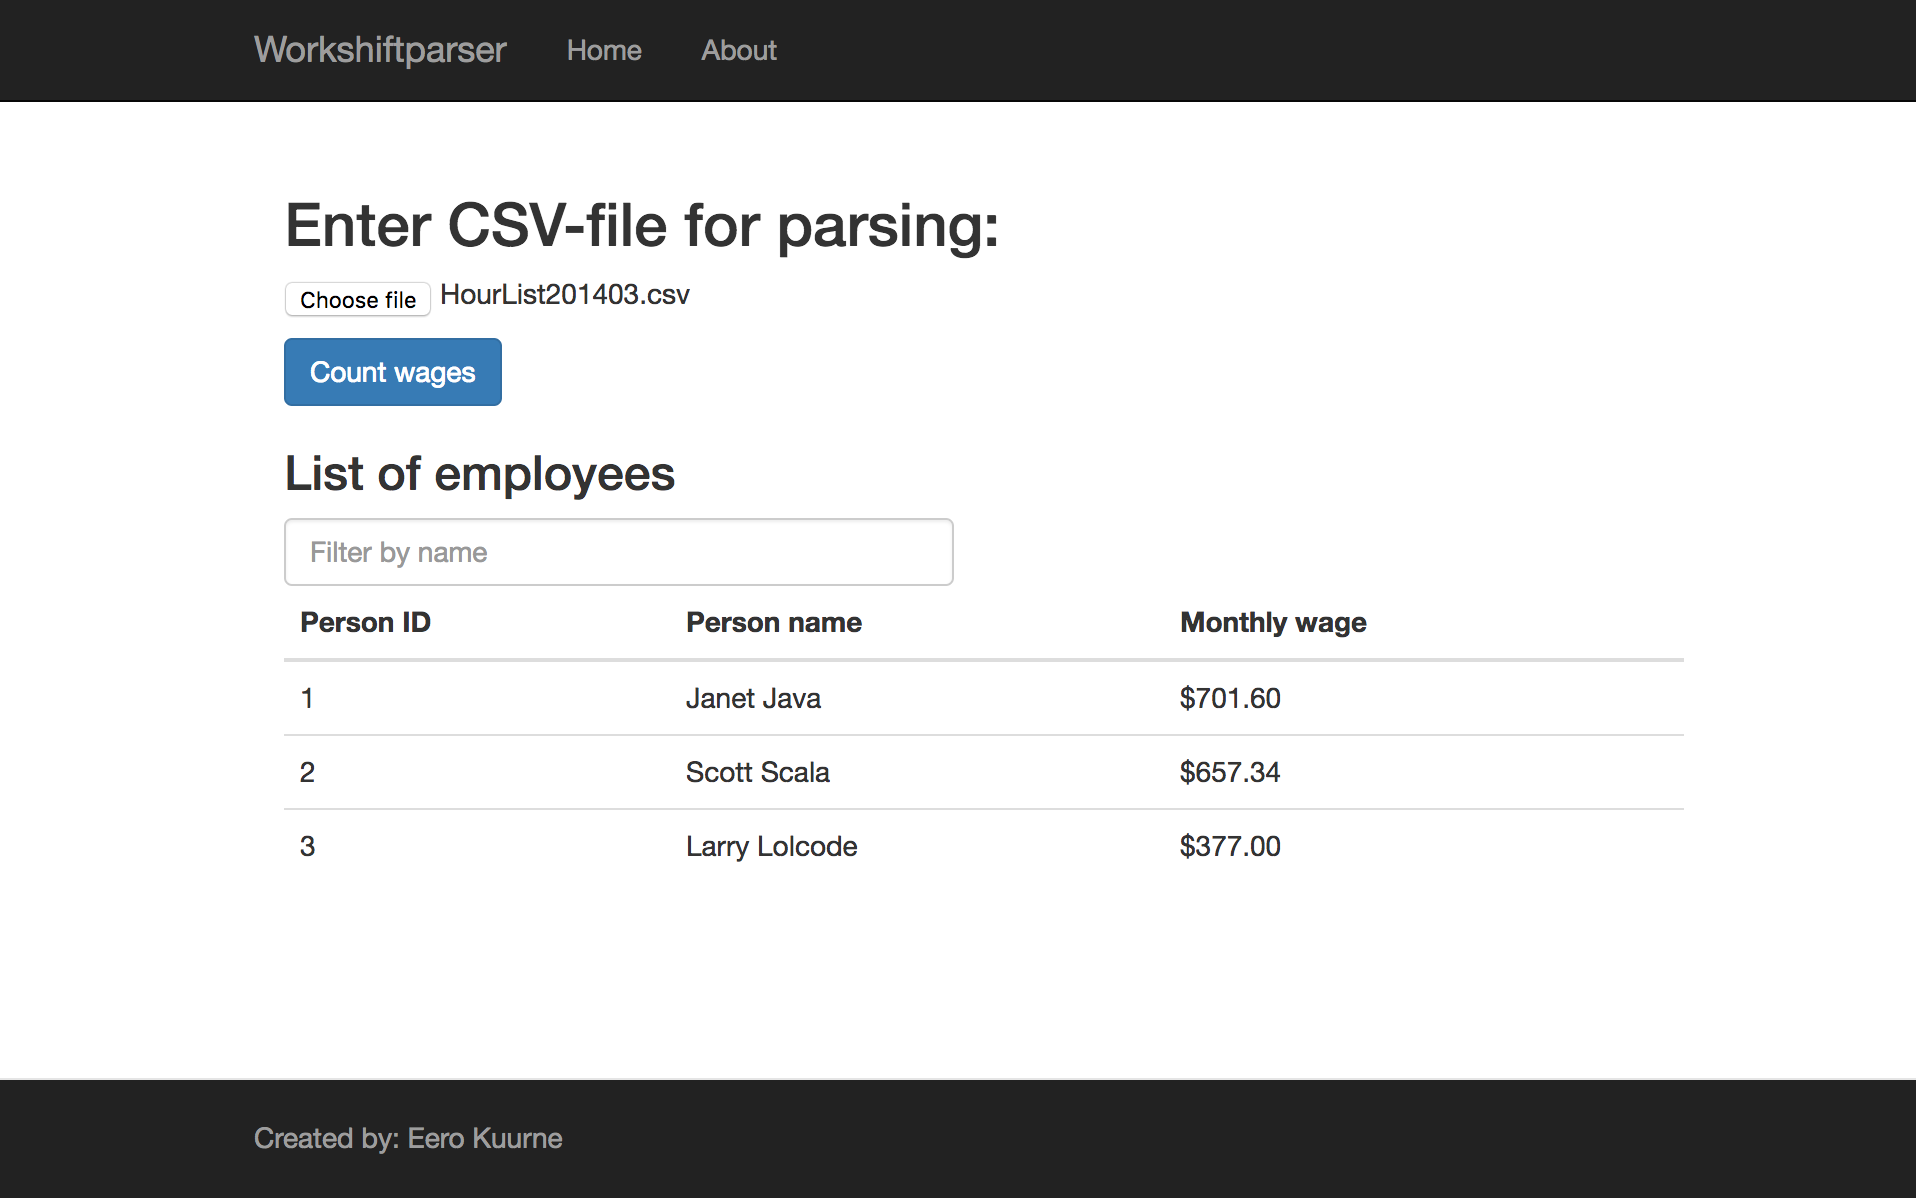 Workshiftparser Home About
Enter CSV-file for parsing:
Choose file HourList201403.csv
Count wages
List of employees
Filter by name
Person ID Person name Monthly wage
1 Janet Java $701.60
2 Scott Scala $657.34
3 Larry Lolcode $377.00
Created by: Eero Kuurne